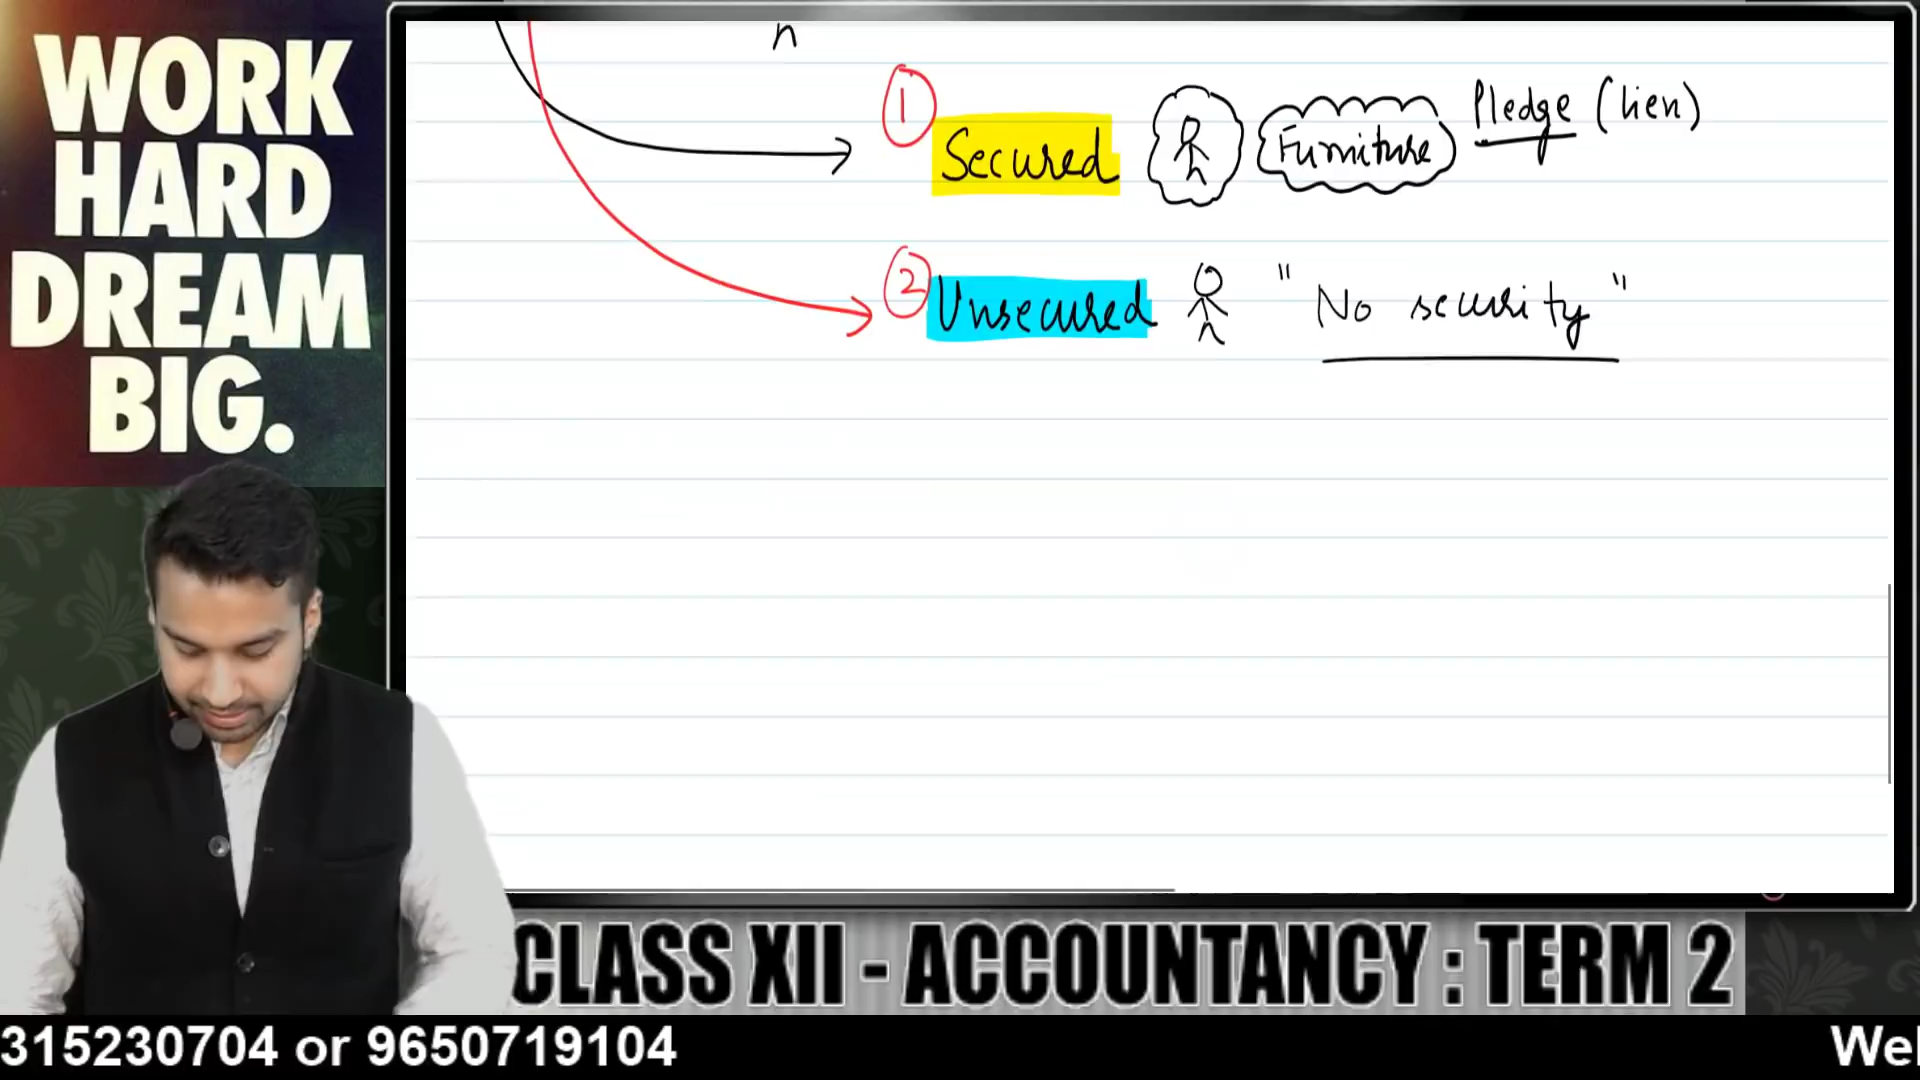 WORK
HARD
DREAM
BIG.
n
1 Secured Furniture Pledge (lien)
2 Unsecured "No security"
CLASS XII - ACCOUNTANCY : TERM 2
315230704 or 9650719104
Wel